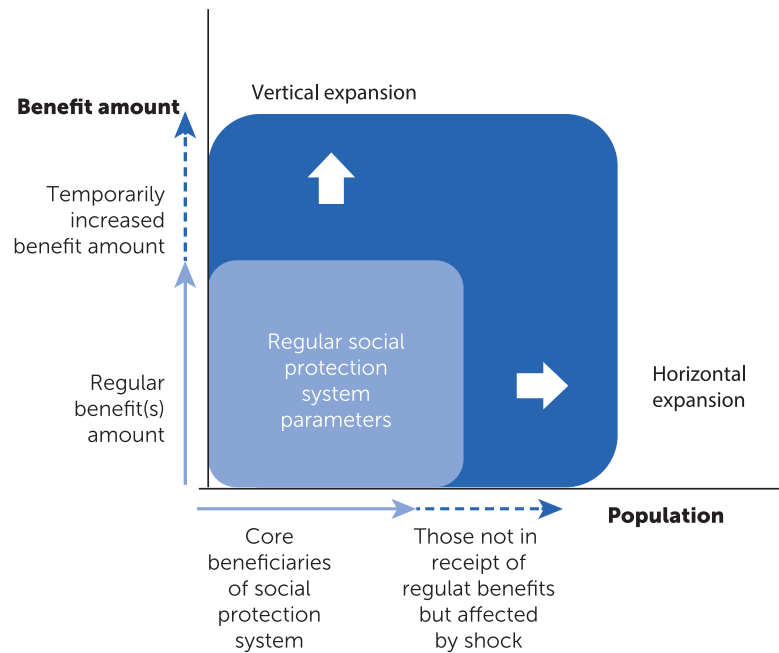 Vertical expansion
Benefit amount
Temporarily
increased
benefit amount
Regular social
protection
system
parameters
Regular
benefit(s)
amount
Horizontal
expansion
Population
Core
beneficiaries
of social
protection
system
Those not in
receipt of
regulat benefits
but affected
by shock